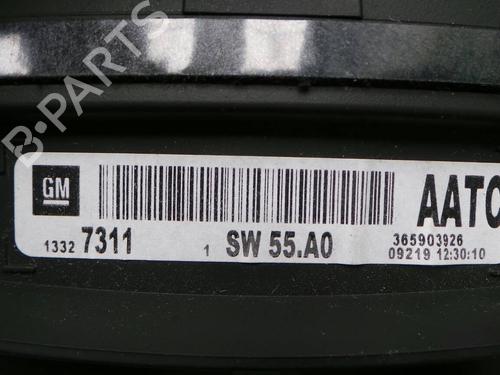 B-PARTS
GM
AATC
1332 7311 1 SW 55.A0 365903926
09219 12:30:10